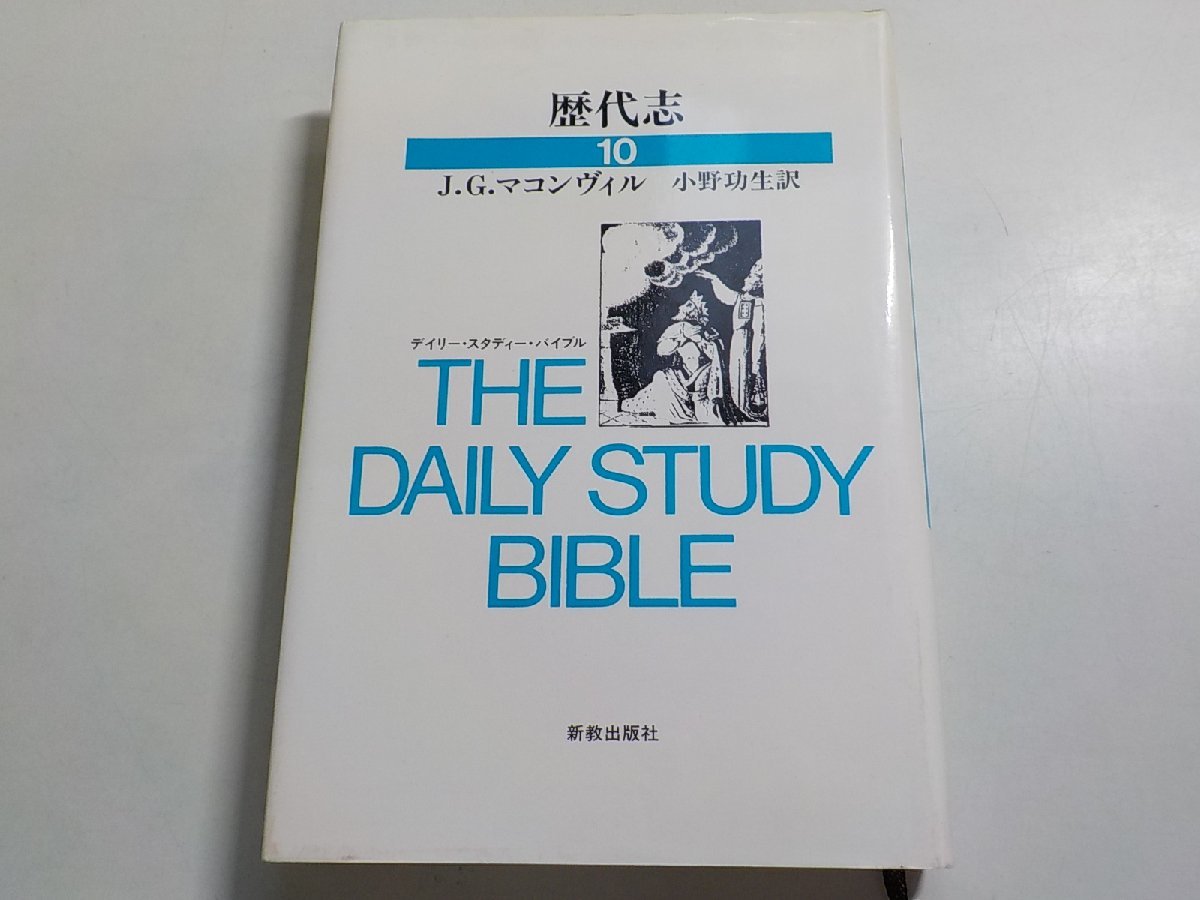 歴代志
10
J.G.マコンヴィル 小野功生訳
デイリー・スタディー・バイブル
THE
DAILY STUDY
BIBLE
新教出版社